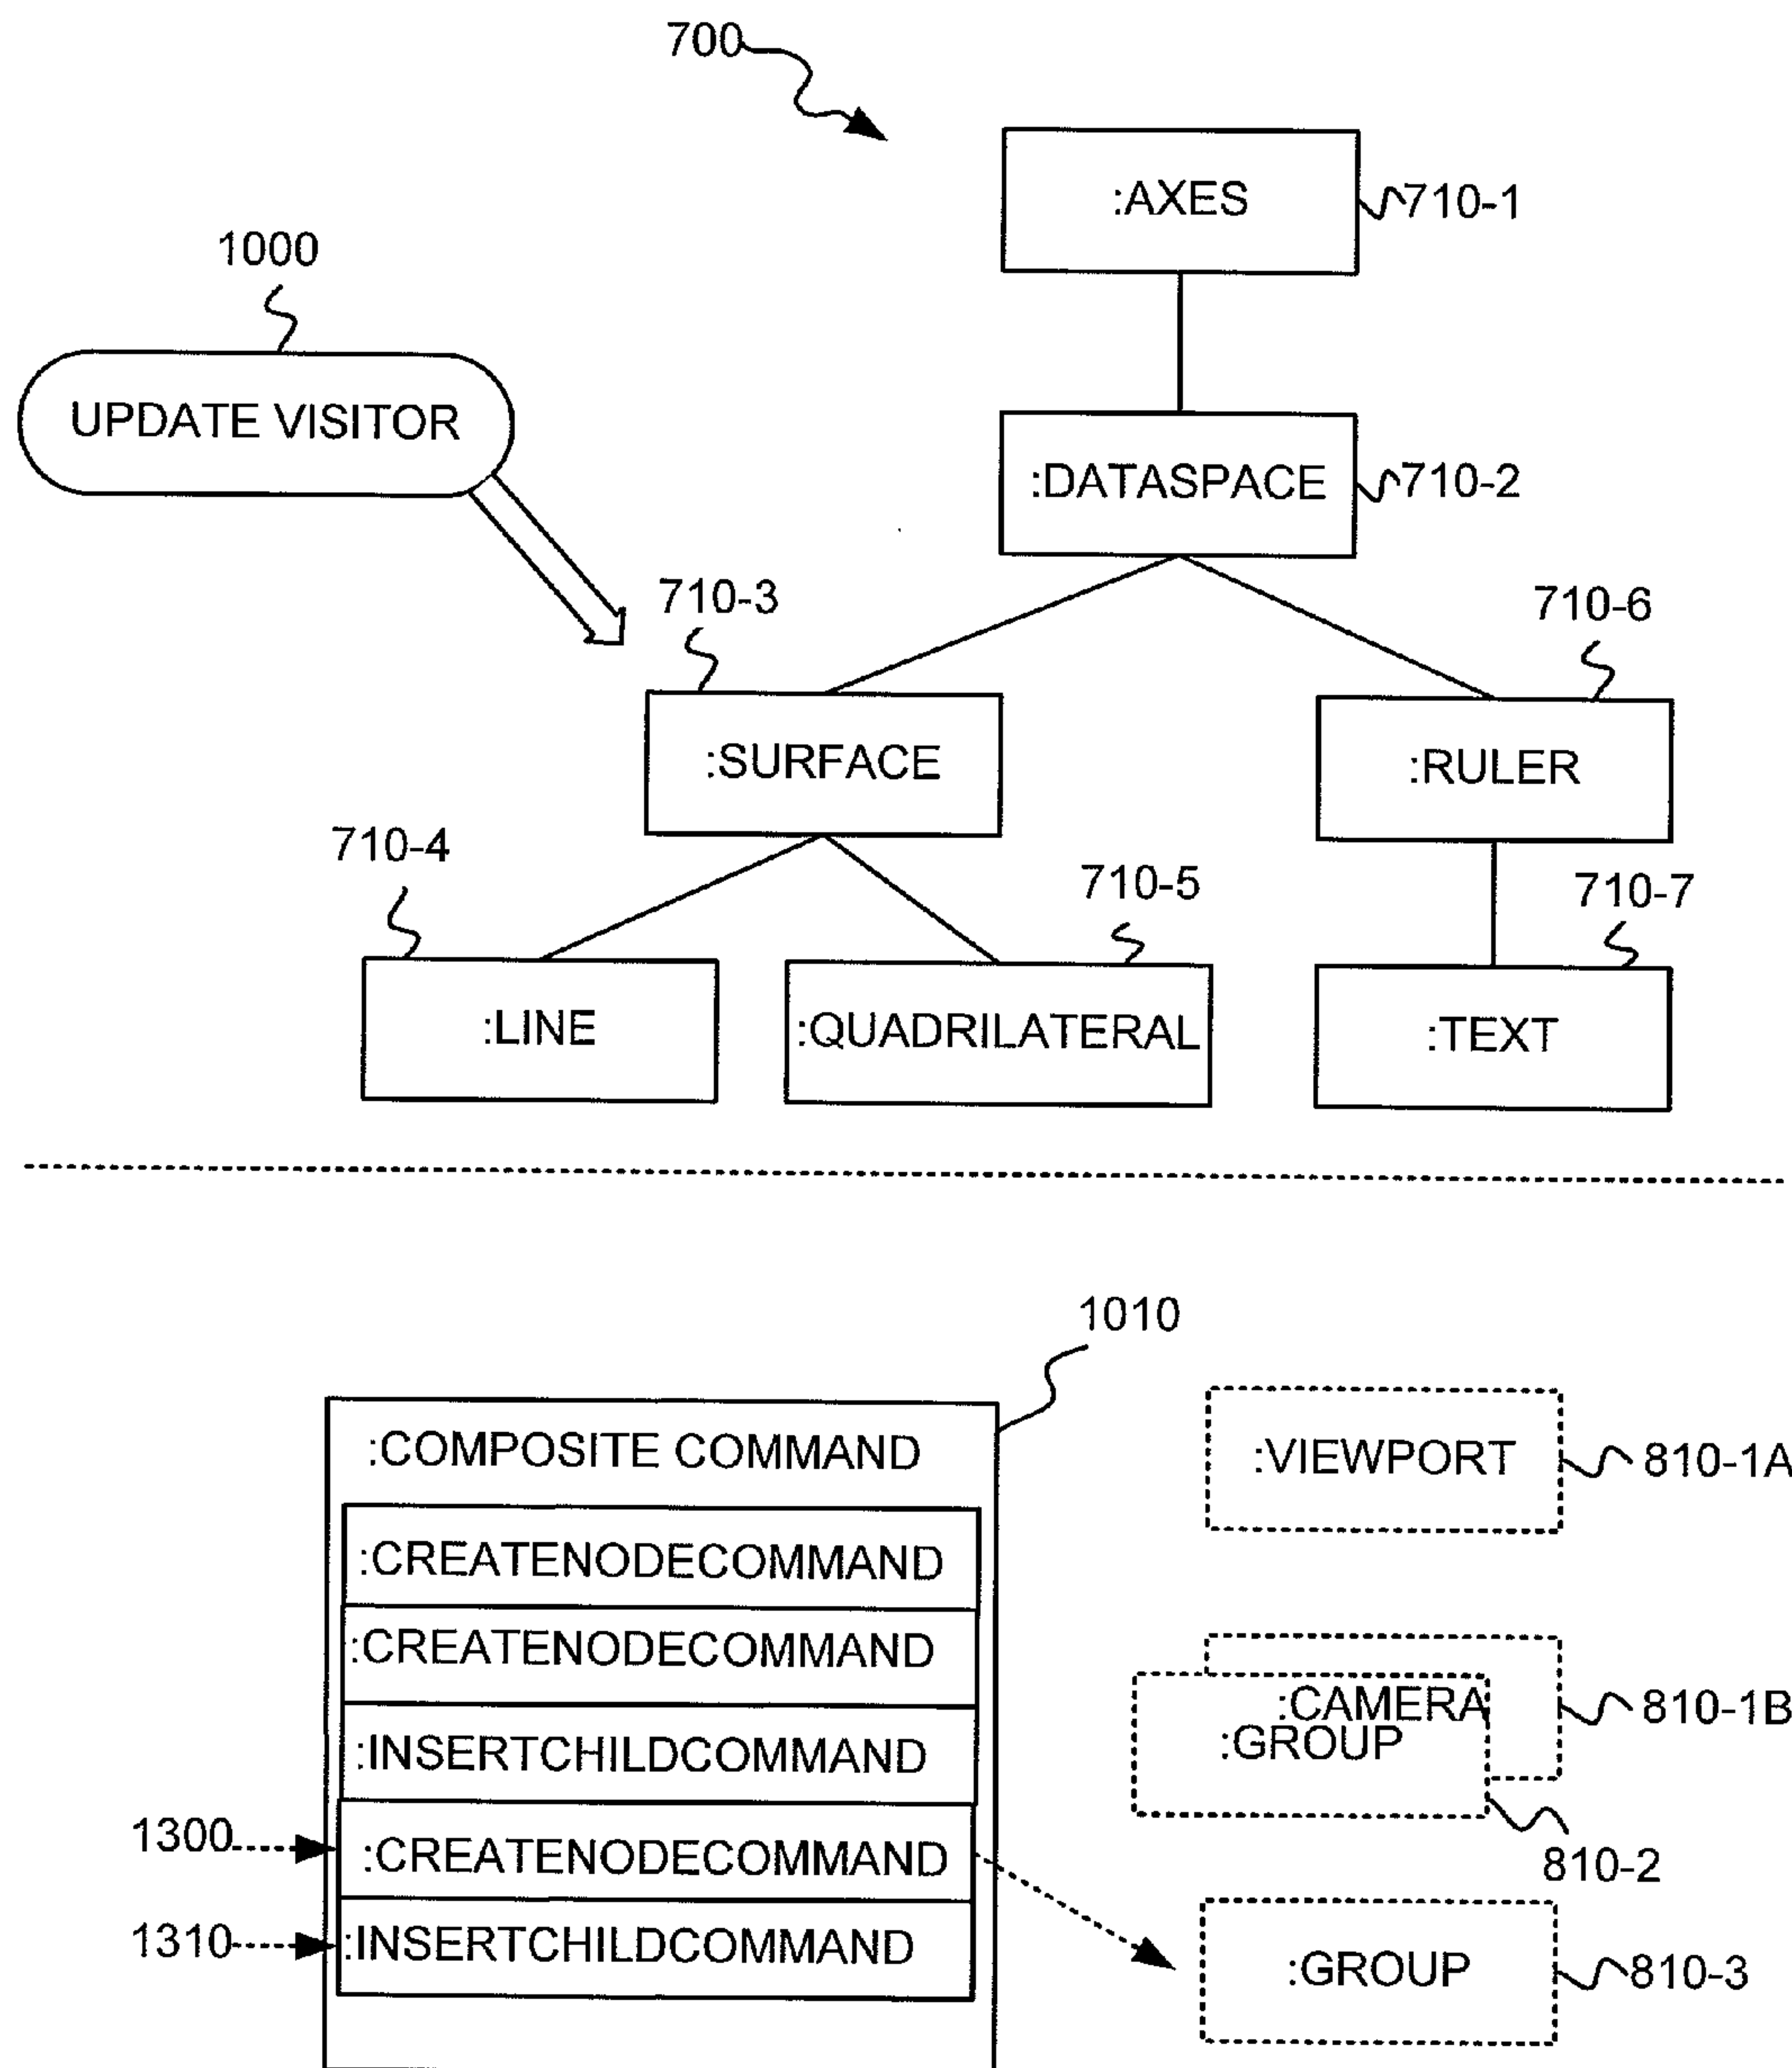 700
:AXES
710-1
1000
UPDATE VISITOR
:DATASPACE
710-2
710-3
710-6
:SURFACE
:RULER
710-4
710-5
710-7
:LINE
:QUADRILATERAL
:TEXT
1010
:COMPOSITE COMMAND
:VIEWPORT
810-1A
:CREATENODECOMMAND
:CREATENODECOMMAND
:CAMERA
810-1B
:INSERTCHILDCOMMAND
:GROUP
1300
:CREATENODECOMMAND
810-2
1310
:INSERTCHILDCOMMAND
:GROUP
810-3